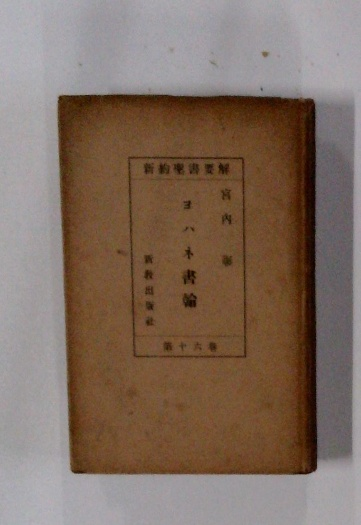 新約聖書要解
宮内 彰
ヨハネ書翰
新教出版社
第十六巻